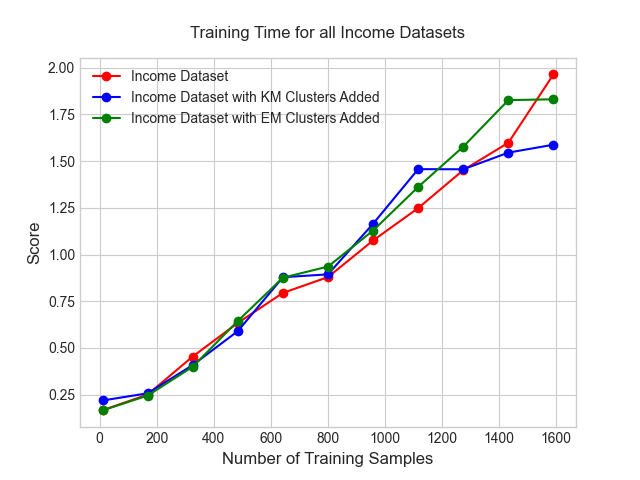 Training Time for all Income Datasets
Income Dataset
Income Dataset with KM Clusters Added
Income Dataset with EM Clusters Added
Score
2.00
1.75
1.50
1.25
1.00
0.75
0.50
0.25
0 200 400 600 800 1000 1200 1400 1600
Number of Training Samples